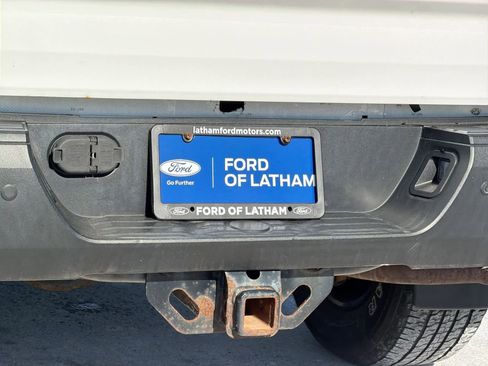 lathamfordmotors.com
Ford
Go Further
FORD
OF LATHAM
Ford FORD OF LATHAM Ford